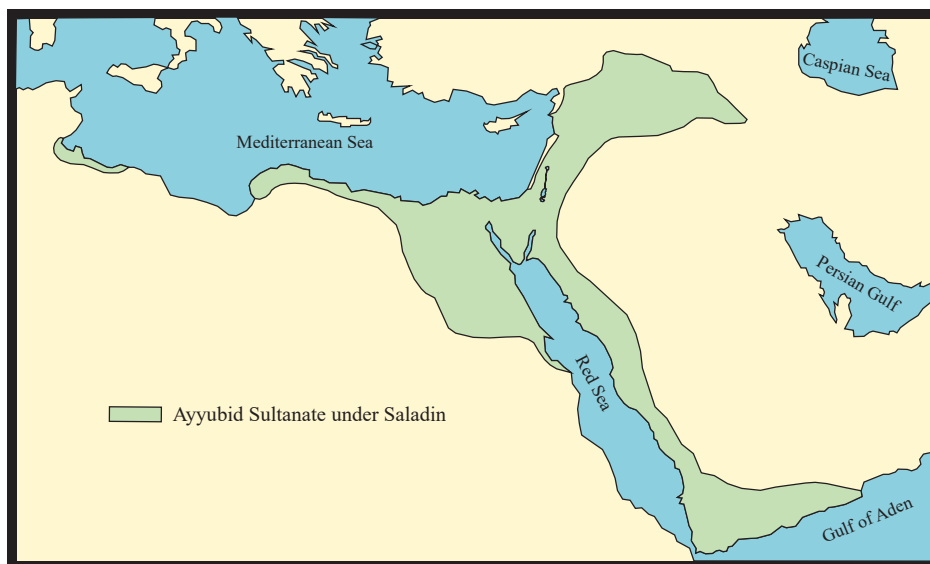 Caspian Sea
Mediterranean Sea
Persian Gulf
Red Sea
Ayyubid Sultanate under Saladin
Gulf of Aden